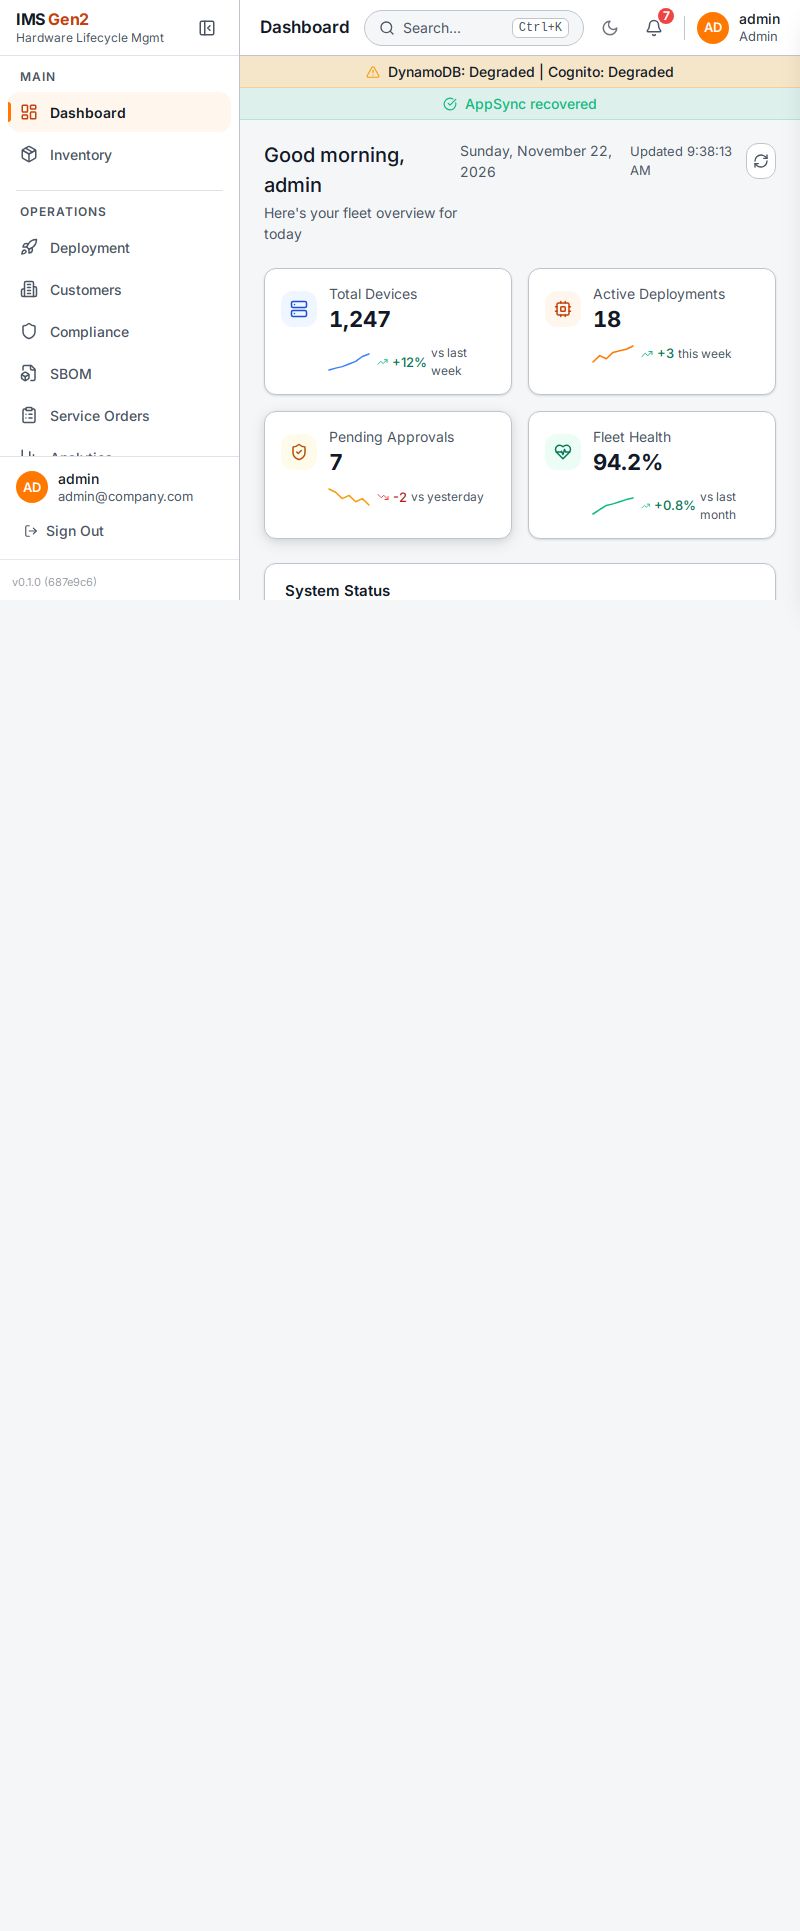 IMS Gen2
Hardware Lifecycle Mgmt
MAIN
Dashboard
Inventory
OPERATIONS
Deployment
Customers
Compliance
SBOM
Service Orders
Analytics
AD
admin
admin@company.com
Sign Out
v0.1.0 (687e9c6)
Dashboard
Search...
Ctrl+K
7
AD
admin
Admin
DynamoDB: Degraded | Cognito: Degraded
AppSync recovered
Good morning,
admin
Here's your fleet overview for
today
Sunday, November 22,
2026
Updated 9:38:13
AM
Total Devices
1,247
+12% vs last
week
Active Deployments
18
+3 this week
Pending Approvals
7
-2 vs yesterday
Fleet Health
94.2%
+0.8% vs last
month
System Status